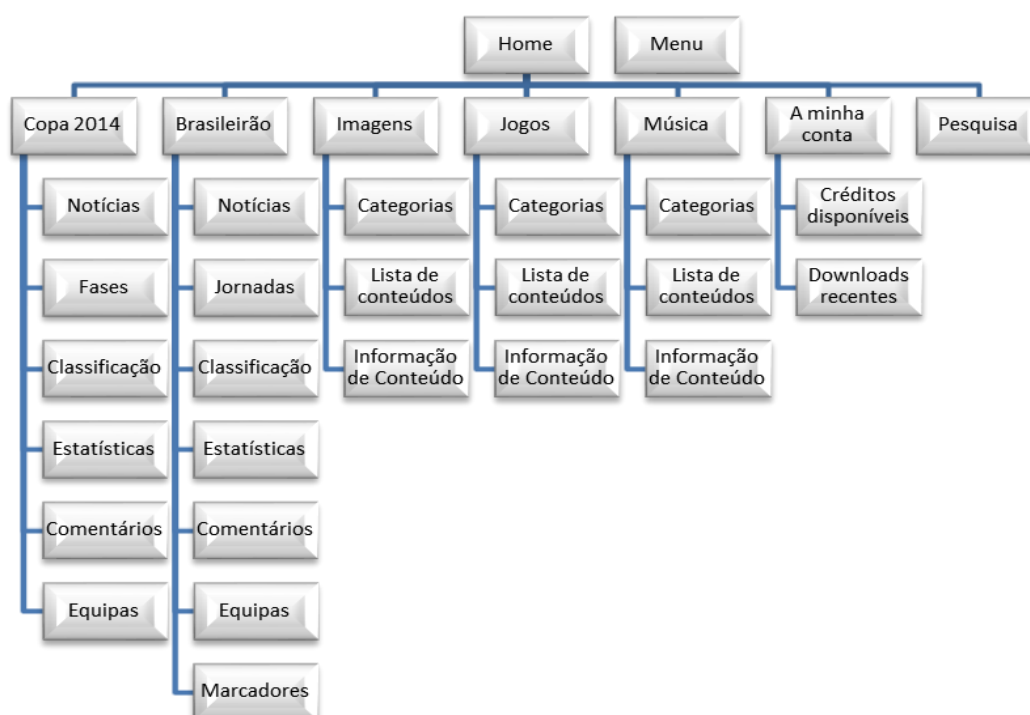 Home
Menu
Copa 2014
Brasileirão
Imagens
Jogos
Música
A minha
conta
Pesquisa
Notícias
Fases
Classificação
Estatísticas
Comentários
Equipas
Notícias
Jornadas
Classificação
Estatísticas
Comentários
Equipas
Marcadores
Categorias
Lista de
conteúdos
Informação
de Conteúdo
Categorias
Lista de
conteúdos
Informação
de Conteúdo
Categorias
Lista de
conteúdos
Informação
de Conteúdo
Créditos
disponíveis
Downloads
recentes